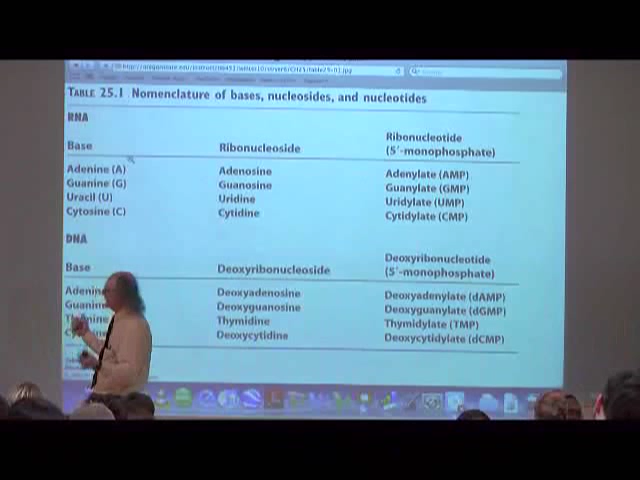 TABLE 25.1 Nomenclature of bases, nucleosides, and nucleotides
RNA
Base Ribonucleoside Ribonucleotide (5´-monophosphate)
Adenine (A) Adenosine Adenylate (AMP)
Guanine (G) Guanosine Guanylate (GMP)
Uracil (U) Uridine Uridylate (UMP)
Cytosine (C) Cytidine Cytidylate (CMP)
DNA
Base Deoxyribonucleoside Deoxyribonucleotide (5´-monophosphate)
Deoxyadenosine Deoxyadenylate (dAMP)
Deoxyguanosine Deoxyguanylate (dGMP)
Thymidine Thymidylate (TMP)
Deoxycytidine Deoxycytidylate (dCMP)